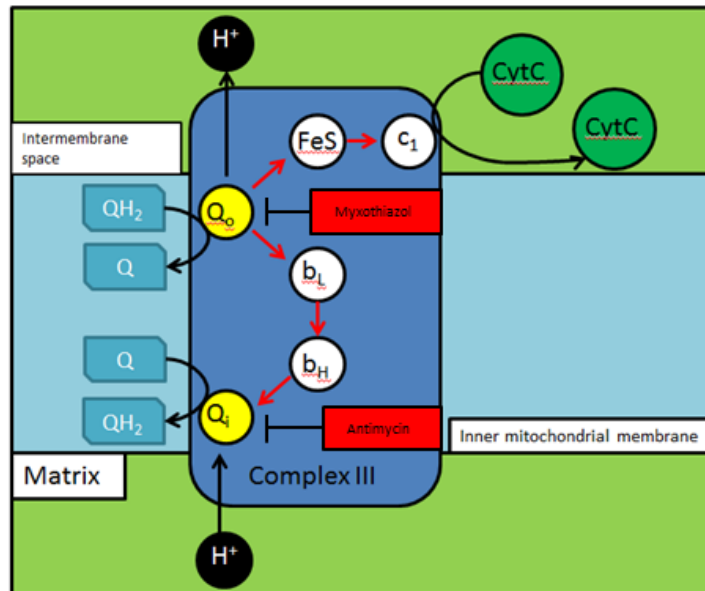 H+
CytC
CytC
FeS
c1
Intermembrane
space
QH2
Qo
Myxothiazol
Q
bL
Q
bH
QH2
Qi
Antimycin
Inner mitochondrial membrane
Matrix
Complex III
H+